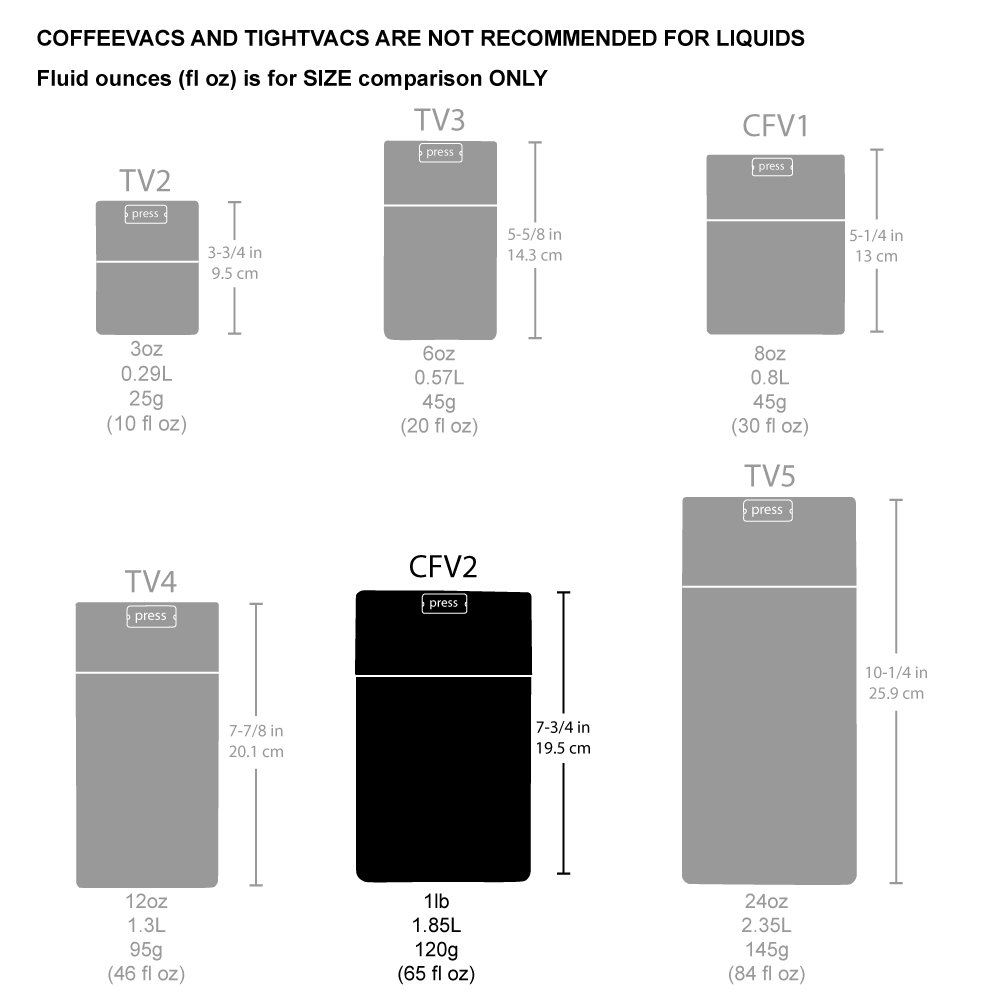 COFFEEVACS AND TIGHTVACS ARE NOT RECOMMENDED FOR LIQUIDS
Fluid ounces (fl oz) is for SIZE comparison ONLY
TV2
press
3-3/4 in
9.5 cm
3oz
0.29L
25g
(10 fl oz)
TV3
press
5-5/8 in
14.3 cm
6oz
0.57L
45g
(20 fl oz)
CFV1
press
5-1/4 in
13 cm
8oz
0.8L
45g
(30 fl oz)
TV4
press
7-7/8 in
20.1 cm
12oz
1.3L
95g
(46 fl oz)
CFV2
press
7-3/4 in
19.5 cm
1lb
1.85L
120g
(65 fl oz)
TV5
press
10-1/4 in
25.9 cm
24oz
2.35L
145g
(84 fl oz)